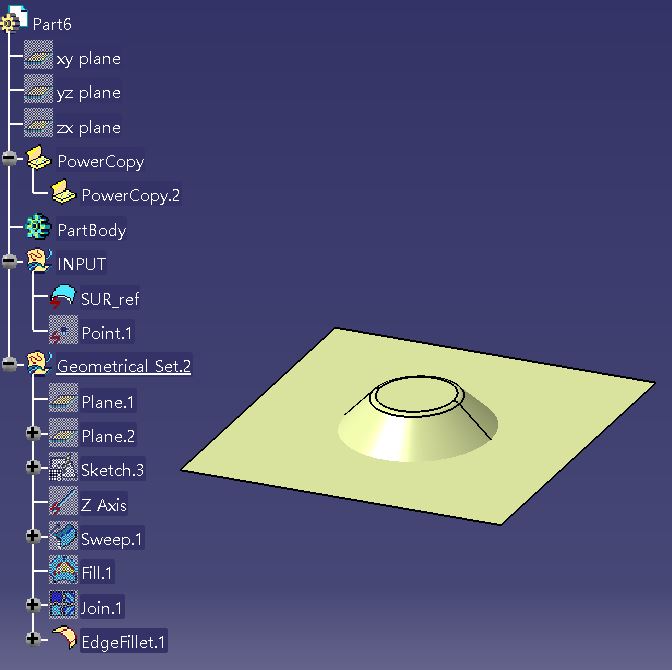 Part6
xy plane
yz plane
zx plane
PowerCopy
PowerCopy.2
PartBody
INPUT
SUR_ref
Point.1
Geometrical Set.2
Plane.1
Plane.2
Sketch.3
Z Axis
Sweep.1
Fill.1
Join.1
EdgeFillet.1